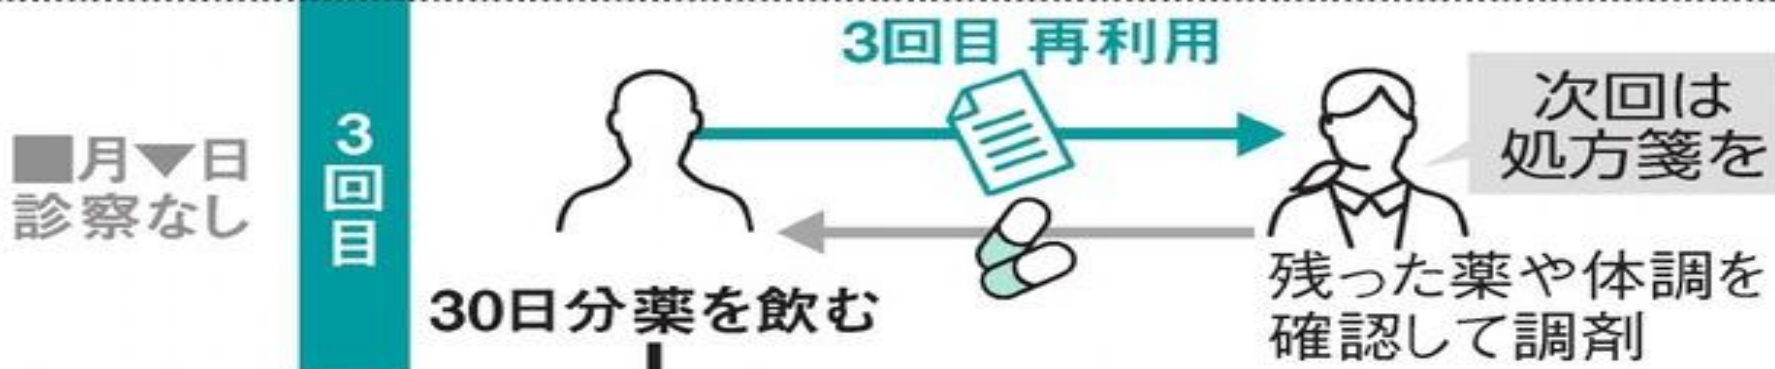 ■月▼日
診察なし
3回目
3回目 再利用
次回は
処方箋を
30日分薬を飲む
残った薬や体調を
確認して調剤